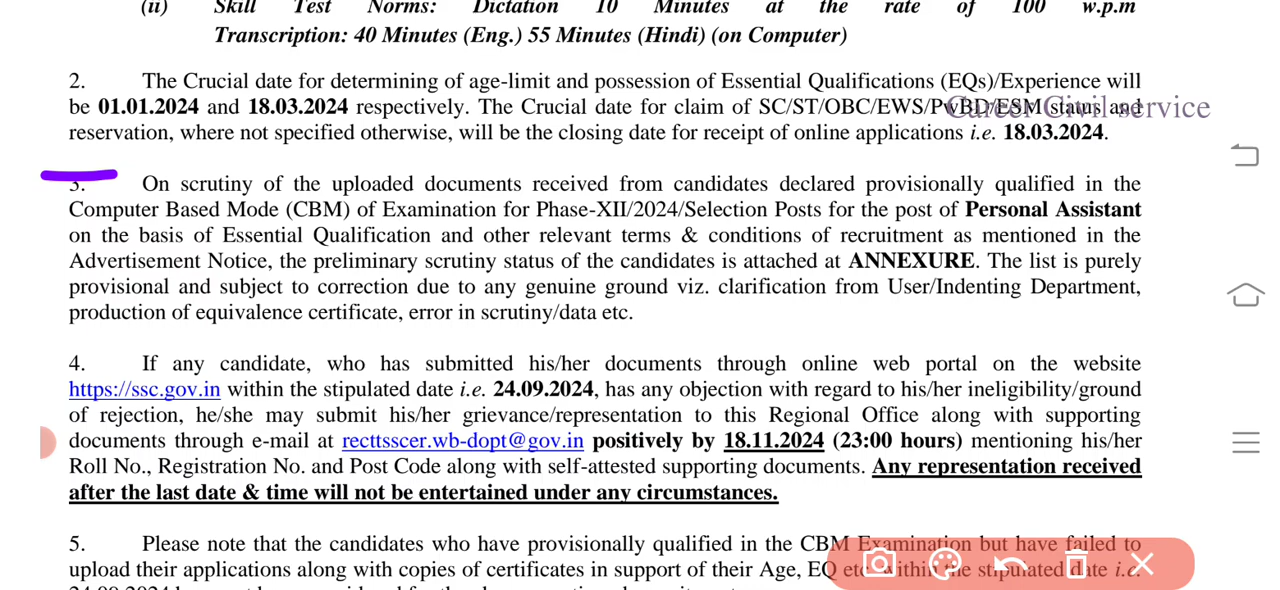 (ii) Skill Test Norms: Dictation 10 Minutes at the rate of 100 w.p.m
Transcription: 40 Minutes (Eng.) 55 Minutes (Hindi) (on Computer)
2. The Crucial date for determining of age-limit and possession of Essential Qualifications (EQs)/Experience will
be 01.01.2024 and 18.03.2024 respectively. The Crucial date for claim of SC/ST/OBC/EWS/PwBD/ESM status and
Career Civil service
reservation, where not specified otherwise, will be the closing date for receipt of online applications i.e. 18.03.2024.
3. On scrutiny of the uploaded documents received from candidates declared provisionally qualified in the
Computer Based Mode (CBM) of Examination for Phase-XII/2024/Selection Posts for the post of Personal Assistant
on the basis of Essential Qualification and other relevant terms & conditions of recruitment as mentioned in the
Advertisement Notice, the preliminary scrutiny status of the candidates is attached at ANNEXURE. The list is purely
provisional and subject to correction due to any genuine ground viz. clarification from User/Indenting Department,
production of equivalence certificate, error in scrutiny/data etc.
4. If any candidate, who has submitted his/her documents through online web portal on the website
https://ssc.gov.in within the stipulated date i.e. 24.09.2024, has any objection with regard to his/her ineligibility/ground
of rejection, he/she may submit his/her grievance/representation to this Regional Office along with supporting
documents through e-mail at recttsscer.wb-dopt@gov.in positively by 18.11.2024 (23:00 hours) mentioning his/her
Roll No., Registration No. and Post Code along with self-attested supporting documents. Any representation received
after the last date & time will not be entertained under any circumstances.
5. Please note that the candidates who have provisionally qualified in the CBM Examination but have failed to
upload their applications along with copies of certificates in support of their Age, EQ etc. within the stipulated date i.e.